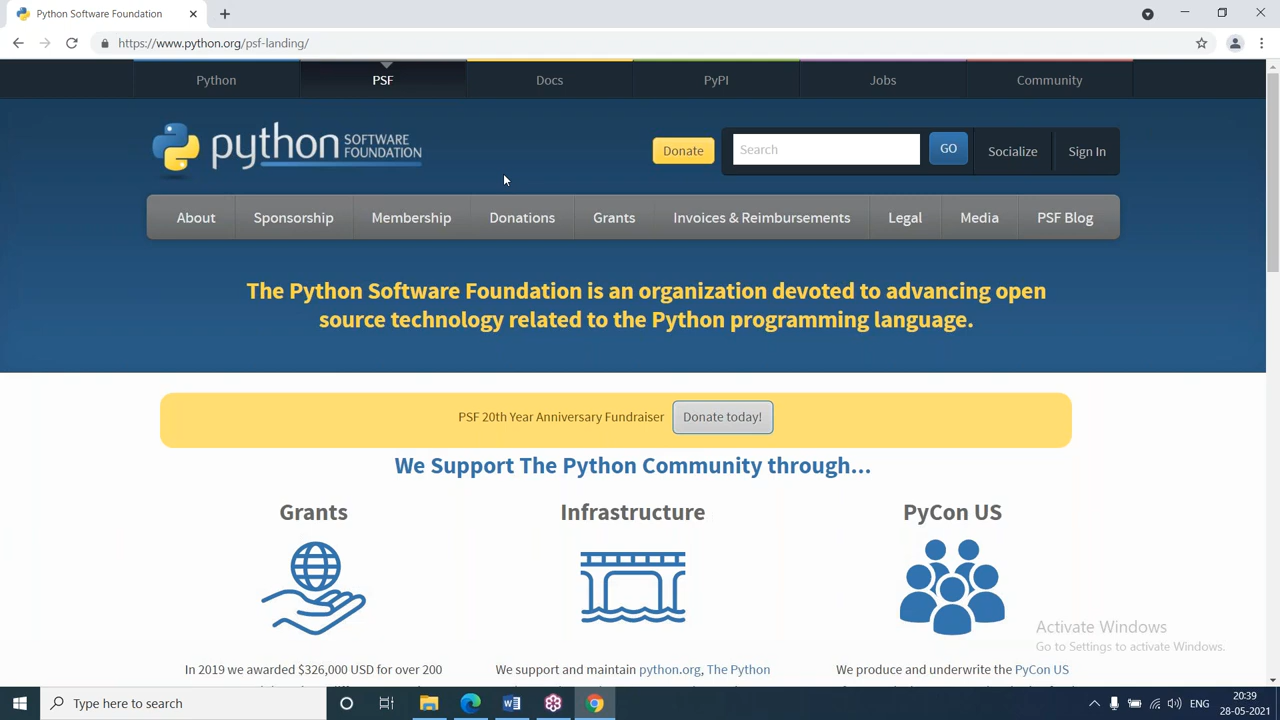 Python Software Foundation
https://www.python.org/psf-landing/
Python
PSF
Docs
PyPI
Jobs
Community
python SOFTWARE FOUNDATION
Donate
Search
GO
Socialize
Sign In
About
Sponsorship
Membership
Donations
Grants
Invoices & Reimbursements
Legal
Media
PSF Blog
The Python Software Foundation is an organization devoted to advancing open
source technology related to the Python programming language.
PSF 20th Year Anniversary Fundraiser
Donate today!
We Support The Python Community through...
Grants
Infrastructure
PyCon US
In 2019 we awarded $326,000 USD for over 200
We support and maintain python.org, The Python
We produce and underwrite the PyCon US
Activate Windows
Go to Settings to activate Windows.
Type here to search
ENG
20:39
28-05-2021